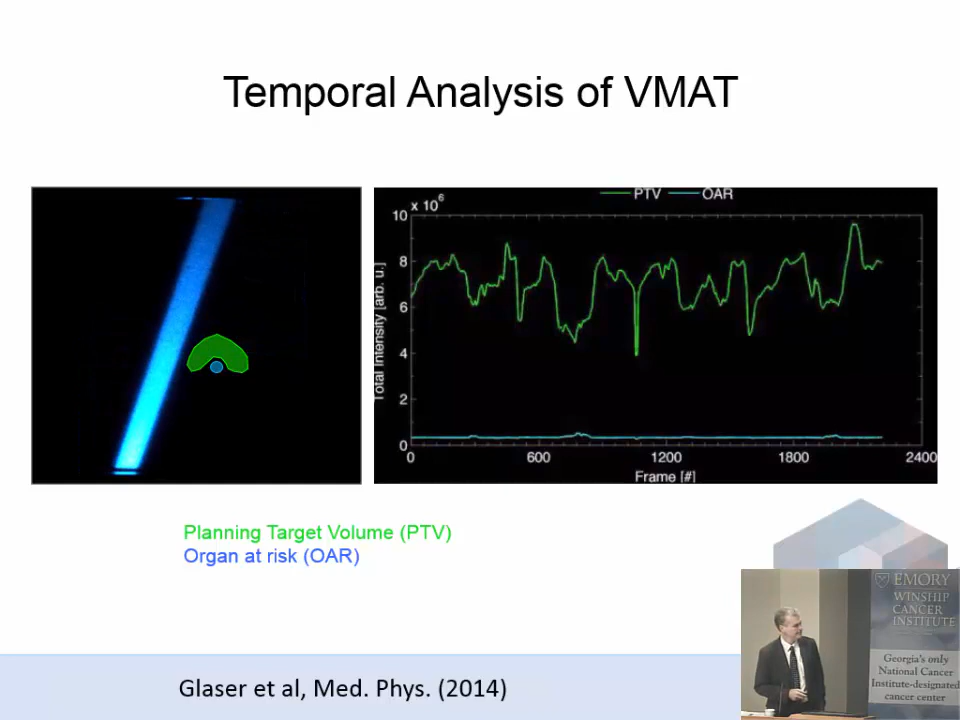 Temporal Analysis of VMAT
PTV OAR
x 10⁶
10
8
6
4
2
0
Total Intensity [arb. u.]
0 600 1200 1800 2400
Frame [#]
Planning Target Volume (PTV)
Organ at risk (OAR)
EMORY
WINSHIP
CANCER
INSTITUTE
Georgia's only
National Cancer
Institute-designated
cancer center
Glaser et al, Med. Phys. (2014)